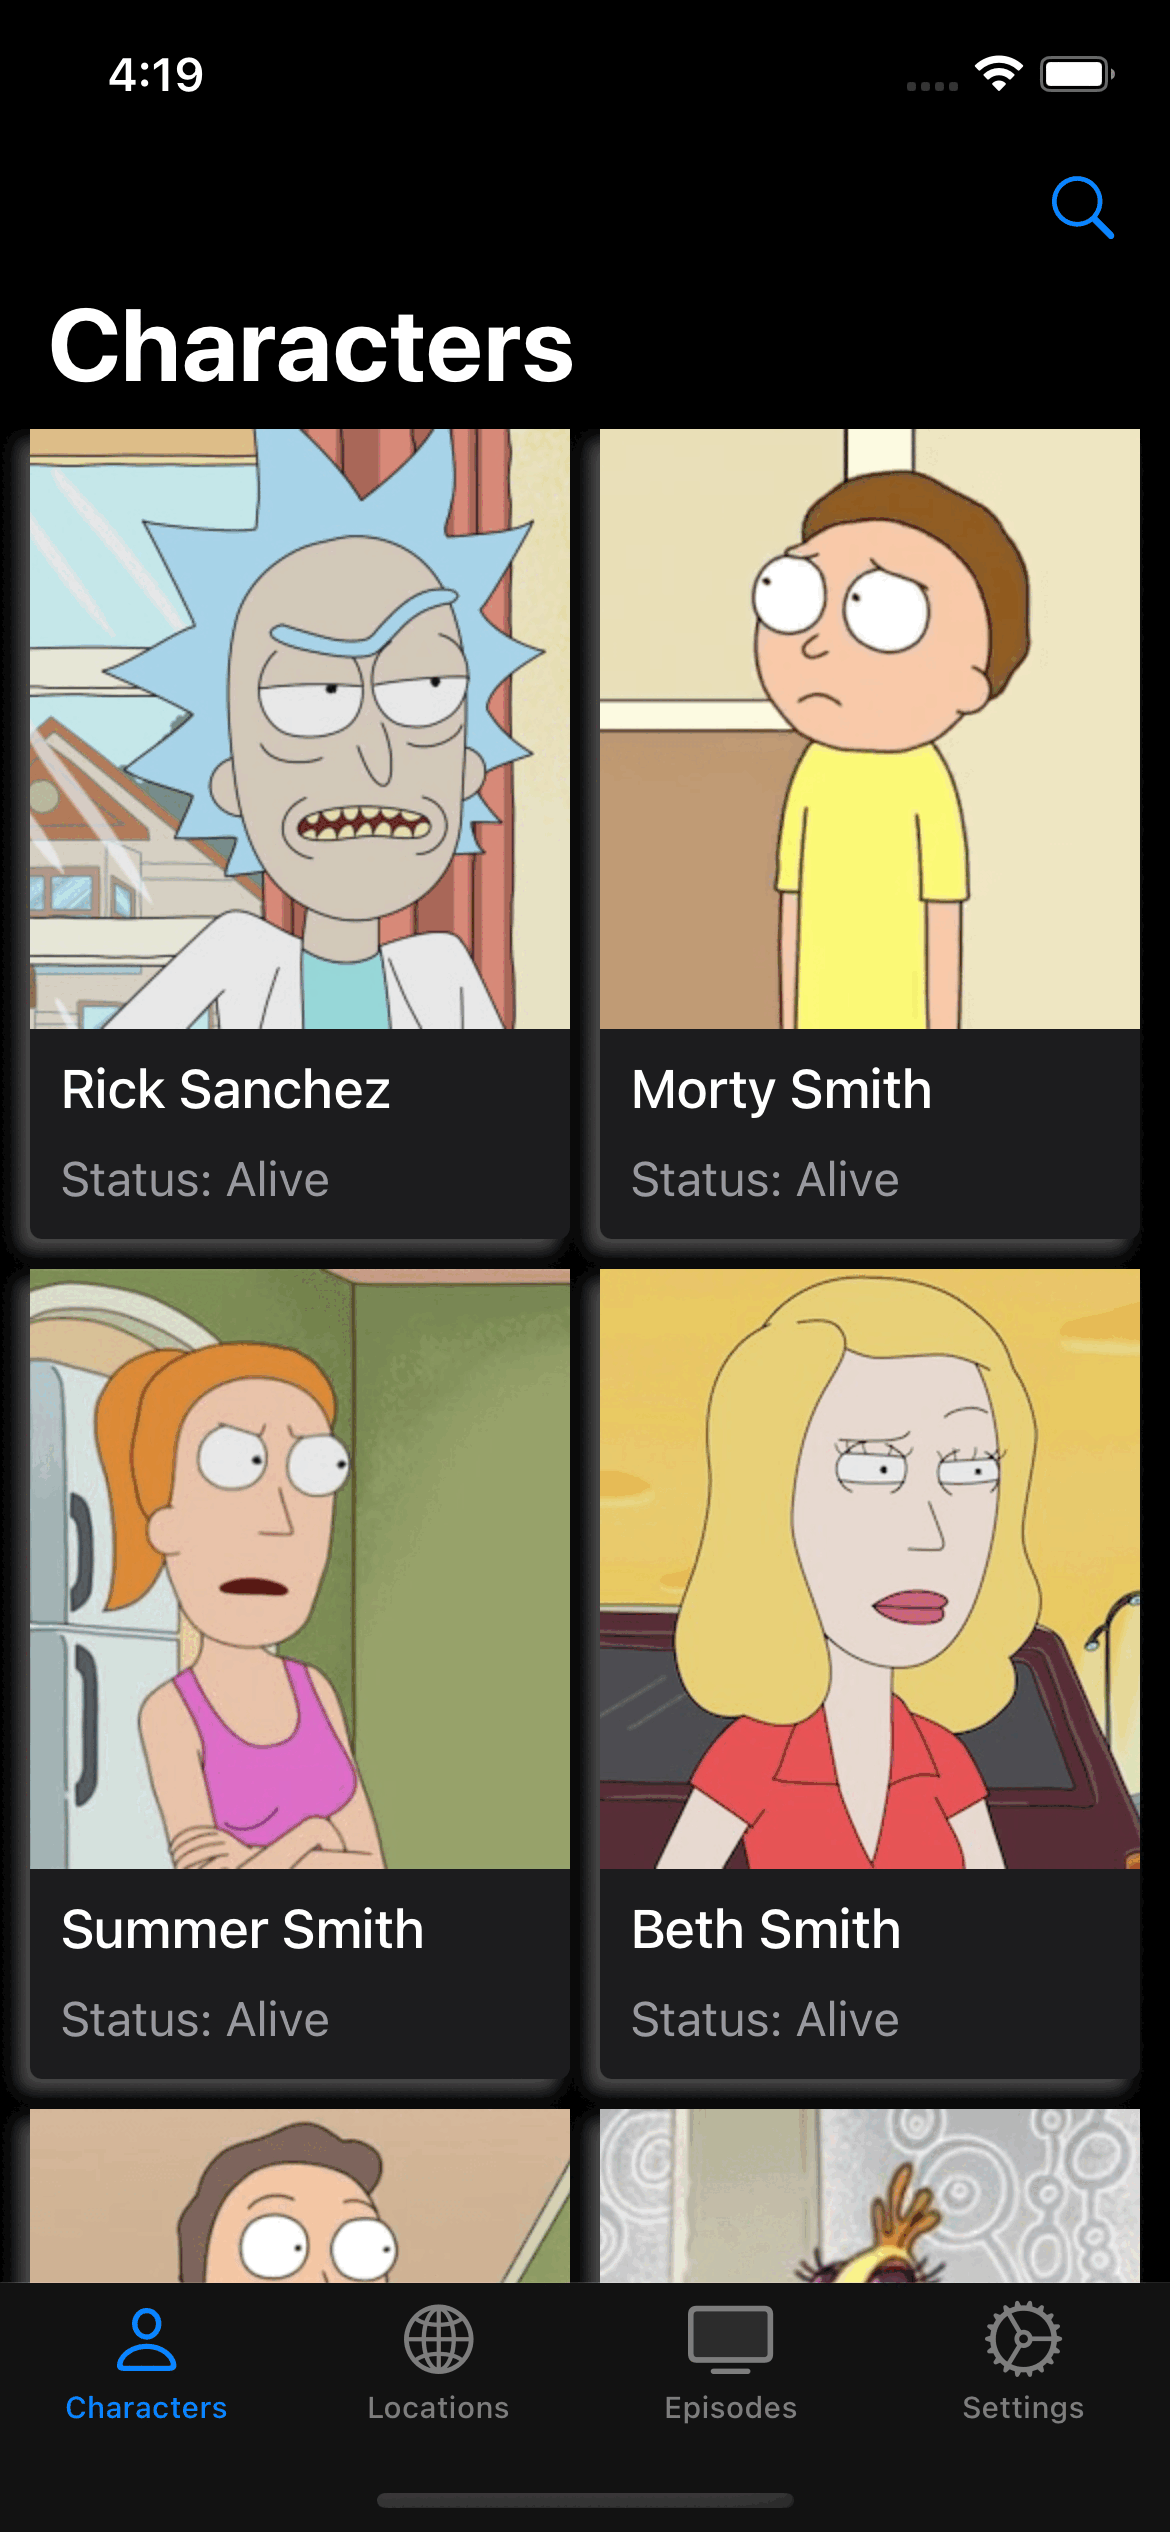 4:19
Characters
Rick Sanchez
Status: Alive
Morty Smith
Status: Alive
Summer Smith
Status: Alive
Beth Smith
Status: Alive
Characters
Locations
Episodes
Settings